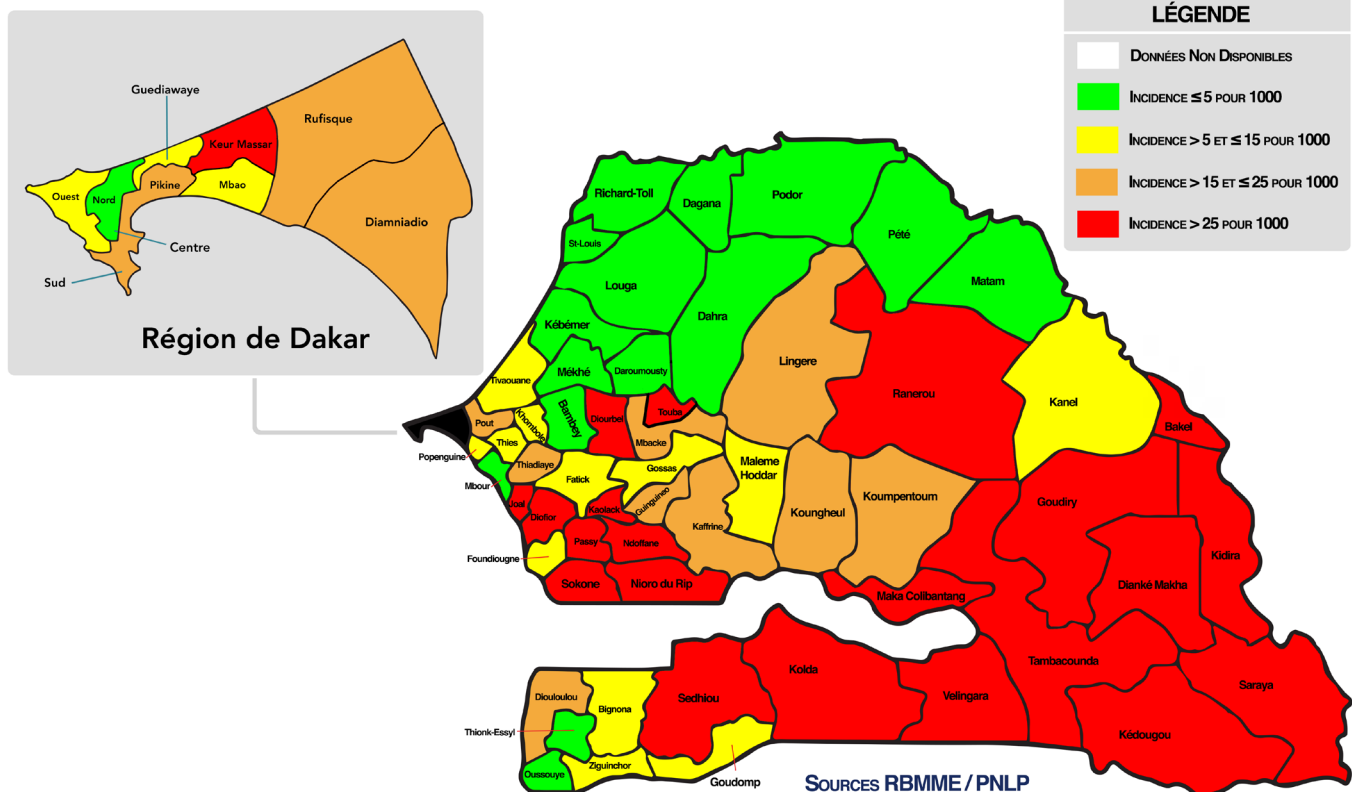 LÉGENDE
DONNÉES NON DISPONIBLES
INCIDENCE ≤ 5 POUR 1000
INCIDENCE > 5 ET ≤ 15 POUR 1000
INCIDENCE > 15 ET ≤ 25 POUR 1000
INCIDENCE > 25 POUR 1000
Guediawaye
Rufisque
Keur Massar
Pikine
Mbao
Ouest
Nord
Diamniadio
Centre
Sud
Région de Dakar
Richard-Toll
Dagana
Podor
Pété
St-Louis
Matam
Louga
Dahra
Kébémer
Lingere
Mékhé
Daroumousty
Tivaouane
Ranerou
Kanel
Touba
Bakel
Pout
Khombole
Bambey
Diourbel
Mbacke
Thies
Popenguine
Thiadiaye
Gossas
Maleme
Hoddar
Mbour
Fatick
Guinguineo
Koumpentoum
Goudiry
Joal
Diofior
Kaolack
Kaffrine
Koungheul
Passy
Ndoffane
Kidira
Foundiougne
Sokone
Nioro du Rip
Maka Colibantang
Dianké Makha
Tambacounda
Kolda
Saraya
Diouloulou
Bignona
Sedhiou
Velingara
Thionk-Essyl
Kédougou
Ziguinchor
Oussouye
Goudomp
SOURCES RBMME / PNLP